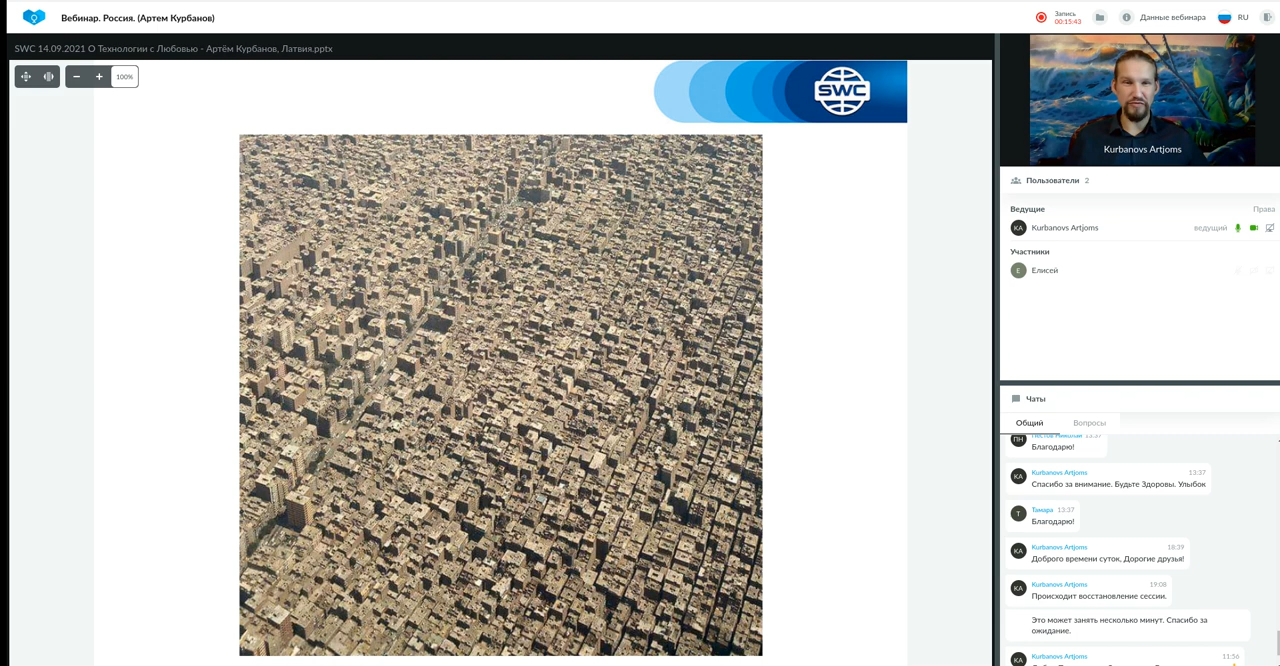 Вебинар. Россия. (Артем Курбанов)
Запись
00:15:43
Данные вебинара
RU
SWC 14.09.2021 О Технологии с Любовью - Артём Курбанов, Латвия.pptx
100%
SWC
Kurbanovs Artjoms
Пользователи 2
Ведущие
Права
KA
Kurbanovs Artjoms
ведущий
Участники
Е
Елисей
Чаты
Общий
Вопросы
ПН
13:37
Благодарю!
KA
Kurbanovs Artjoms
13:37
Спасибо за внимание. Будьте Здоровы. Улыбок
Т
Тамара 13:37
Благодарю!
KA
Kurbanovs Artjoms
18:39
Доброго времени суток, Дорогие друзья!
KA
Kurbanovs Artjoms
19:08
Происходит восстановление сессии.
Это может занять несколько минут. Спасибо за
ожидание.
KA
Kurbanovs Artjoms
11:56